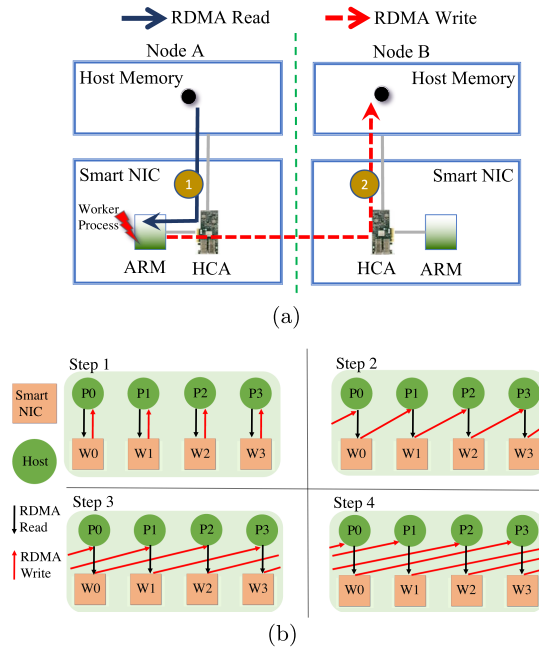 RDMA Read
RDMA Write
Node A
Node B
Host Memory
Host Memory
Smart NIC
Smart NIC
1
2
Worker
Process
ARM
HCA
HCA
ARM
(a)
Step 1
Step 2
Smart
NIC
Host
RDMA
Read
RDMA
Write
P0
P1
P2
P3
W0
W1
W2
W3
P0
P1
P2
P3
W0
W1
W2
W3
Step 3
Step 4
P0
P1
P2
P3
W0
W1
W2
W3
P0
P1
P2
P3
W0
W1
W2
W3
(b)